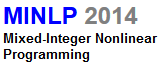 MINLP 2014
Mixed-Integer Nonlinear
Programming